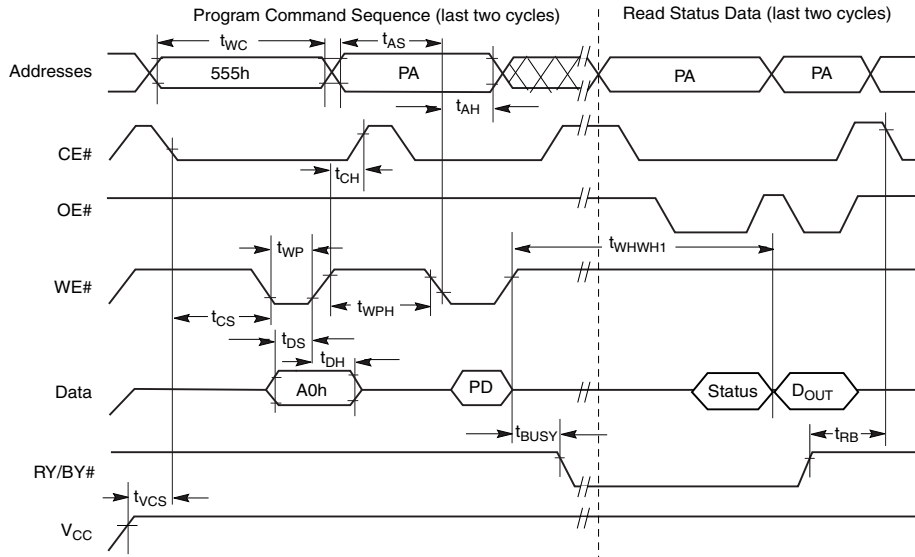 Program Command Sequence (last two cycles)
Read Status Data (last two cycles)
tWC
tAS
Addresses
555h
PA
PA
PA
tAH
CE#
tCH
OE#
tWP
tWHWH1
WE#
tCS
tWPH
tDS
tDH
Data
A0h
PD
Status
DOUT
tBUSY
tRB
RY/BY#
tVCS
VCC